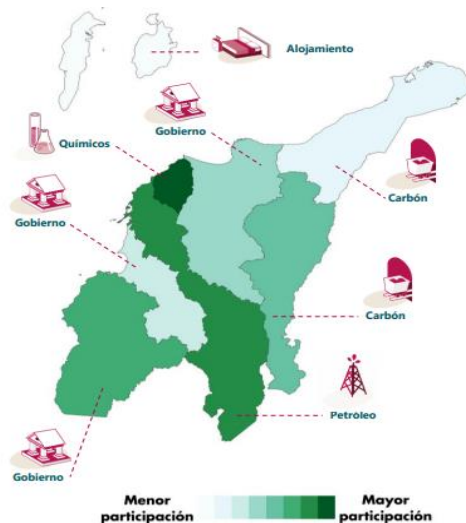 Alojamiento
Gobierno
Químicos
Carbón
Gobierno
Carbón
Petróleo
Gobierno
Menor participación
Mayor participación